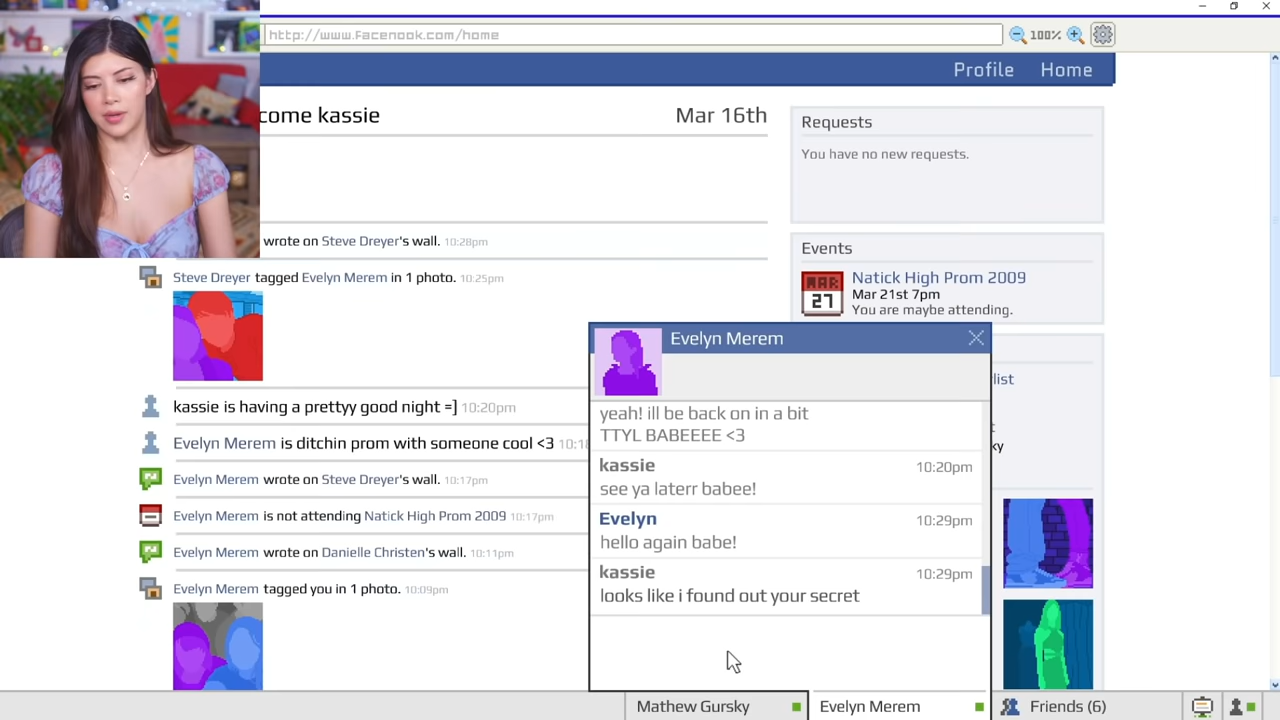 http://www.facenook.com/home
100%
Profile
Home
come kassie
Mar 16th
wrote on Steve Dreyer's wall. 10:28pm
Steve Dreyer tagged Evelyn Merem in 1 photo. 10:25pm
kassie is having a prettyy good night =] 10:20pm
Evelyn Merem is ditchin prom with someone cool <3 10:18
Evelyn Merem wrote on Steve Dreyer's wall. 10:17pm
Evelyn Merem is not attending Natick High Prom 2009 10:17pm
Evelyn Merem wrote on Danielle Christen's wall. 10:11pm
Evelyn Merem tagged you in 1 photo. 10:09pm
Requests
You have no new requests.
Events
MAR
27
Natick High Prom 2009
Mar 21st 7pm
You are maybe attending.
list
ky
Evelyn Merem
yeah! ill be back on in a bit
TTYL BABEEEE <3
kassie 10:20pm
see ya laterr babee!
Evelyn 10:29pm
hello again babe!
kassie 10:29pm
looks like i found out your secret
Mathew Gursky
Evelyn Merem
Friends (6)